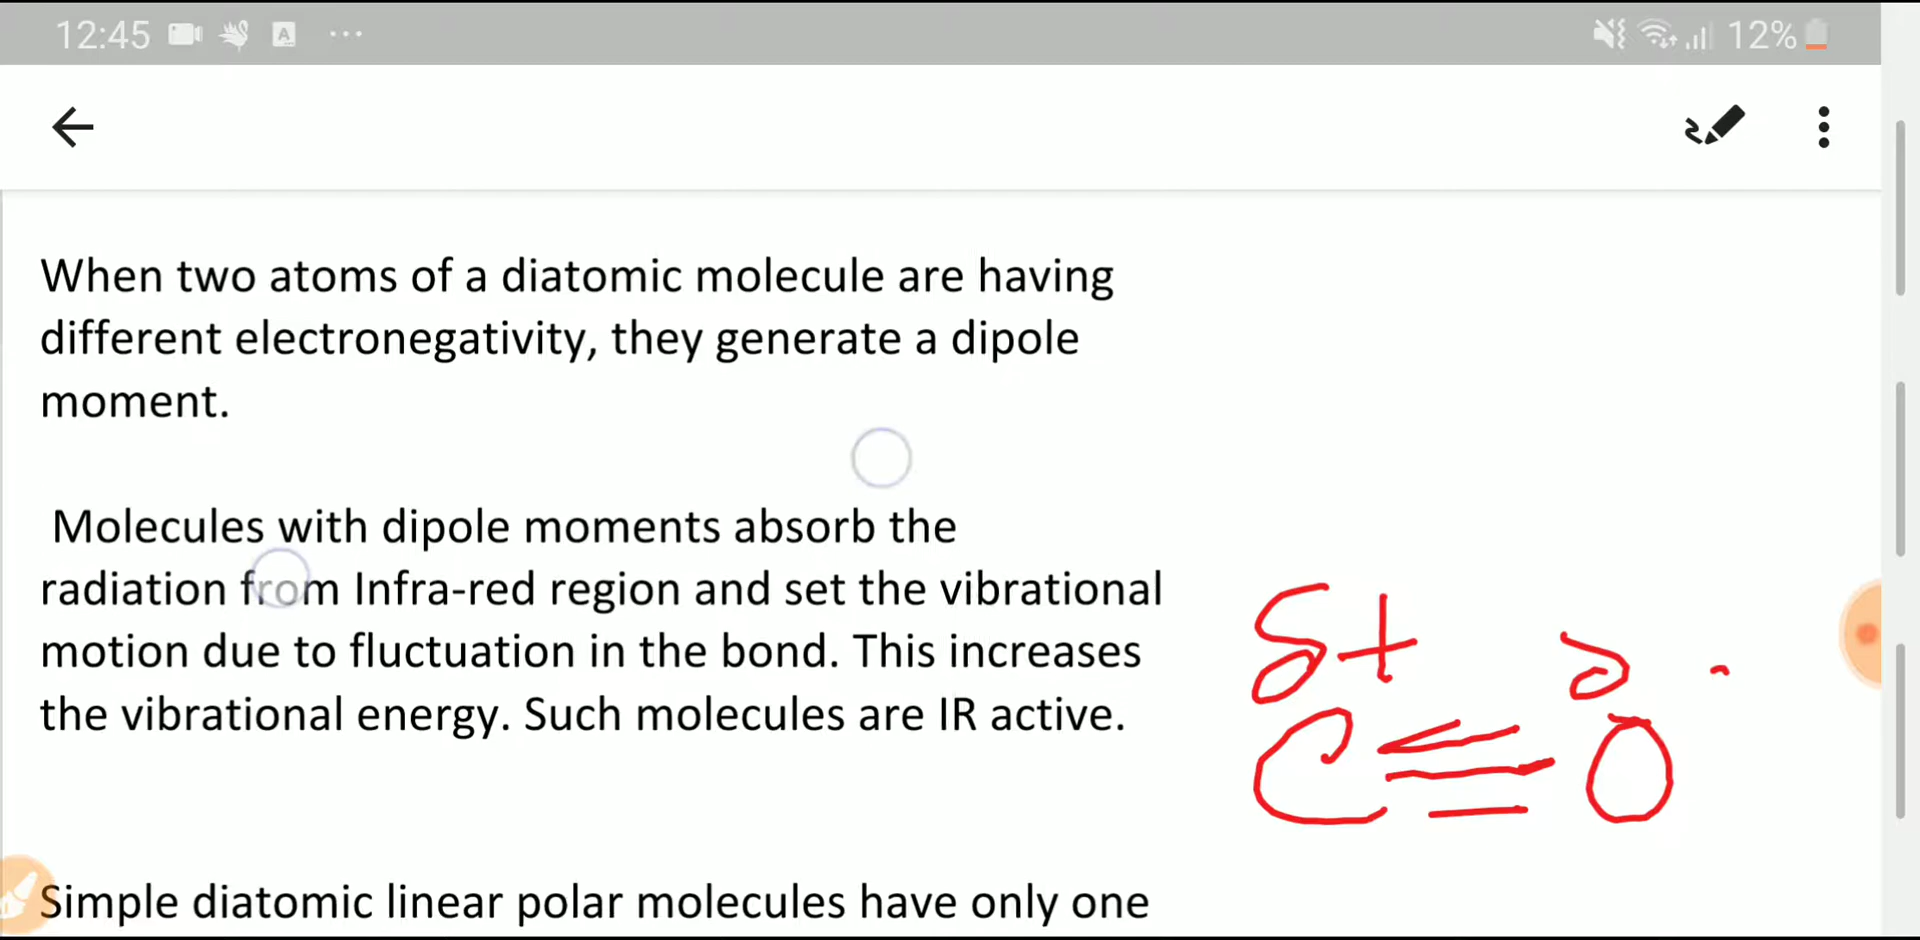 12:45
12%
When two atoms of a diatomic molecule are having
different electronegativity, they generate a dipole
moment.
Molecules with dipole moments absorb the
radiation from Infra-red region and set the vibrational
motion due to fluctuation in the bond. This increases
the vibrational energy. Such molecules are IR active.
δ+ δ-
C≡O
Simple diatomic linear polar molecules have only one